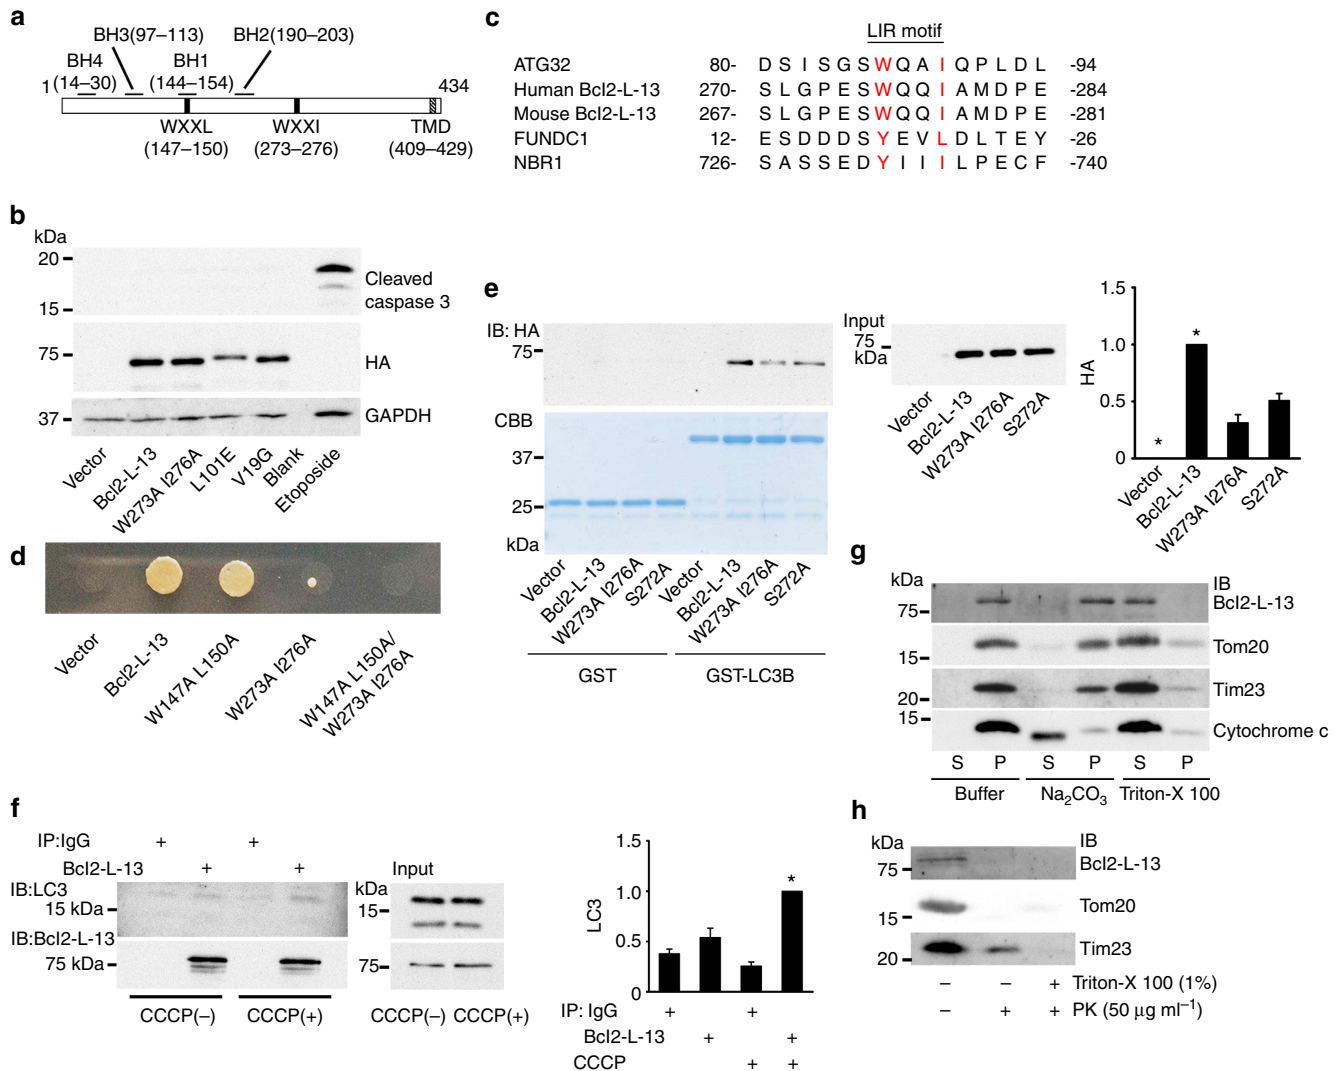 a
BH3(97–113)
BH2(190–203)
BH4
(14–30)
BH1
(144–154)
1
434
WXXL
(147–150)
WXXI
(273–276)
TMD
(409–429)
b
kDa
20
15
Cleaved
caspase 3
75
HA
37
GAPDH
Vector
Bcl2-L-13
W273A I276A
L101E
V19G
Blank
Etoposide
c
LIR motif
ATG32 80- D S I S G S W Q A I Q P L D L -94
Human Bcl2-L-13 270- S L G P E S W Q Q I A M D P E -284
Mouse Bcl2-L-13 267- S L G P E S W Q Q I A M D P E -281
FUNDC1 12- E S D D D S Y E V L D L T E Y -26
NBR1 726- S A S S E D Y I I I L P E C F -740
d
Vector
Bcl2-L-13
W147A L150A
W273A I276A
W147A L150A/
W273A I276A
e
IB: HA
75
CBB
37
25
kDa
Vector
Bcl2-L-13
W273A I276A
S272A
Vector
Bcl2-L-13
W273A I276A
S272A
GST
GST-LC3B
Input
75
kDa
Vector
Bcl2-L-13
W273A I276A
S272A
HA
1.5
1.0
0.5
0
*
*
Vector
Bcl2-L-13
W273A I276A
S272A
f
IP:IgG + +
Bcl2-L-13 + +
IB:LC3
15 kDa
IB:Bcl2-L-13
75 kDa
CCCP(–)
CCCP(+)
Input
kDa
15
75
CCCP(–) CCCP(+)
LC3
1.5
1.0
0.5
0
*
IP: IgG + +
Bcl2-L-13 + +
CCCP + +
g
kDa
IB
75
Bcl2-L-13
15
Tom20
20
Tim23
15
Cytochrome c
S P S P S P
Buffer
Na2CO3
Triton-X 100
h
kDa
IB
75
Bcl2-L-13
15
Tom20
20
Tim23
– – + Triton-X 100 (1%)
– + + PK (50 μg ml⁻¹)